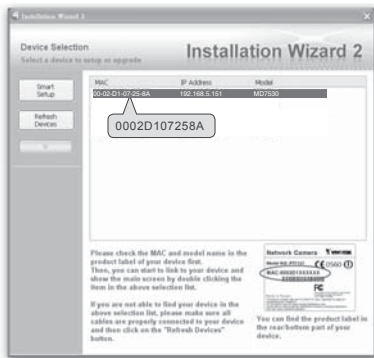 Installation Wizard 2
Device Selection
Select a device to setup or upgrade
Installation Wizard 2
Smart
Setup
Refresh
Devices
MAC IP Address Model
00-02-D1-07-25-8A 192.168.5.151 MD7530
0002D107258A
Please check the MAC and model name in the
product label of your device first.
Then, you can start to link to your device and
show the main screen by double clicking the
item in the above selection list.
If you are not able to find your device in the
above selection list, please make sure all
cables are properly connected to your device
and then click on the "Refresh Devices"
button.
Network Camera
0560
FC
You can find the product label in
the rear/bottom part of your
device.